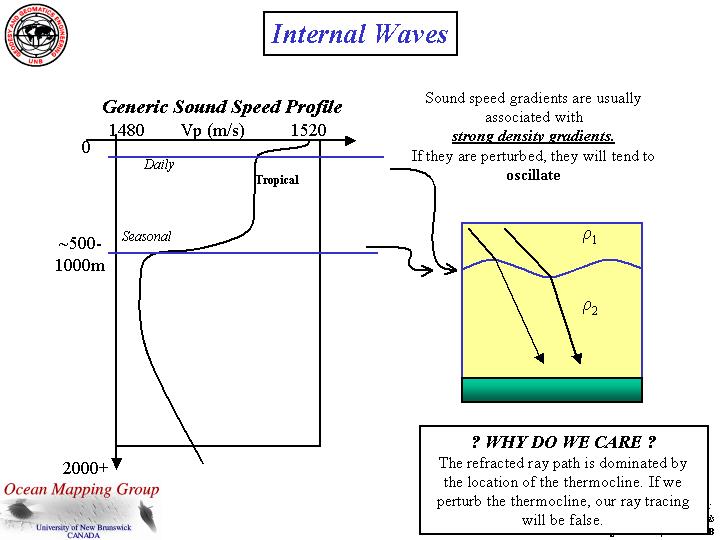 GEODESY AND GEOMATICS ENGINEERING
UNB
Internal Waves
Generic Sound Speed Profile
1480 Vp (m/s) 1520
0
Daily
Tropical
Seasonal
~500-
1000m
2000+
Sound speed gradients are usually
associated with
strong density gradients.
If they are perturbed, they will tend to
oscillate
ρ1
ρ2
? WHY DO WE CARE ?
The refracted ray path is dominated by
the location of the thermocline. If we
perturb the thermocline, our ray tracing
will be false.
Ocean Mapping Group
University of New Brunswick
CANADA